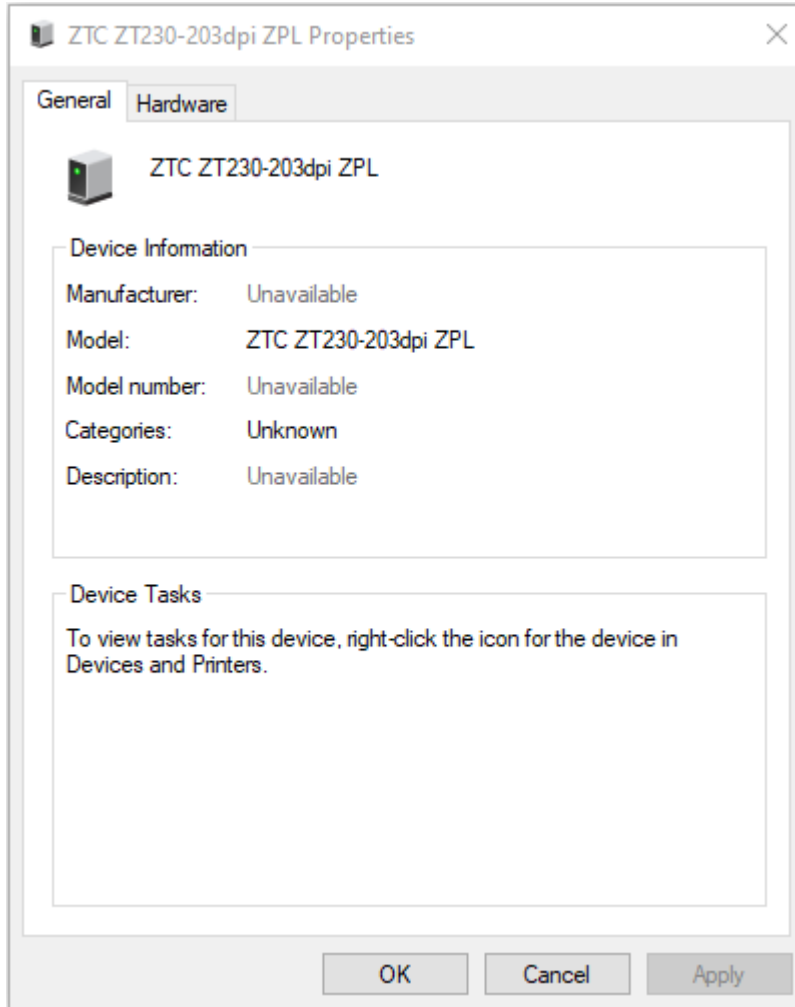 ZTC ZT230-203dpi ZPL Properties
General Hardware
ZTC ZT230-203dpi ZPL
Device Information
Manufacturer: Unavailable
Model: ZTC ZT230-203dpi ZPL
Model number: Unavailable
Categories: Unknown
Description: Unavailable
Device Tasks
To view tasks for this device, right-click the icon for the device in
Devices and Printers.
OK Cancel Apply